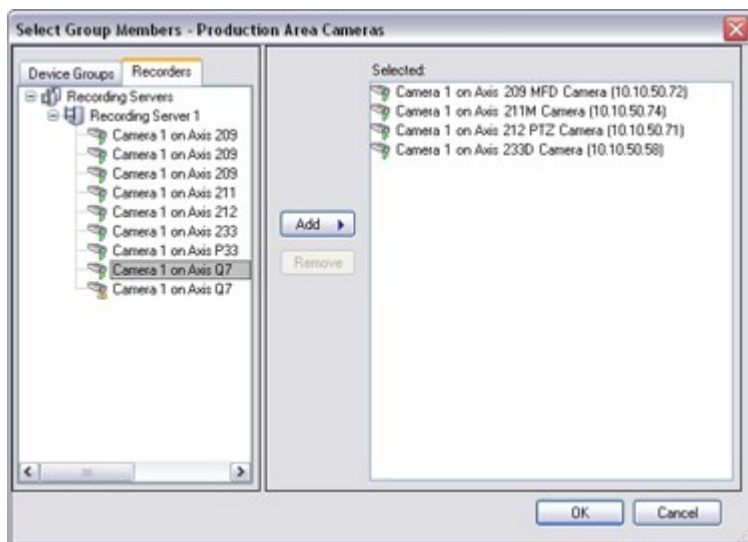 Select Group Members - Production Area Cameras
Device Groups
Recorders
Recording Servers
Recording Server 1
Camera 1 on Axis 209
Camera 1 on Axis 209
Camera 1 on Axis 209
Camera 1 on Axis 211
Camera 1 on Axis 212
Camera 1 on Axis 233
Camera 1 on Axis P33
Camera 1 on Axis Q7
Camera 1 on Axis Q7
Add
Remove
Selected:
Camera 1 on Axis 209 MFD Camera (10.10.50.72)
Camera 1 on Axis 211M Camera (10.10.50.74)
Camera 1 on Axis 212 PTZ Camera (10.10.50.71)
Camera 1 on Axis 233D Camera (10.10.50.58)
OK
Cancel